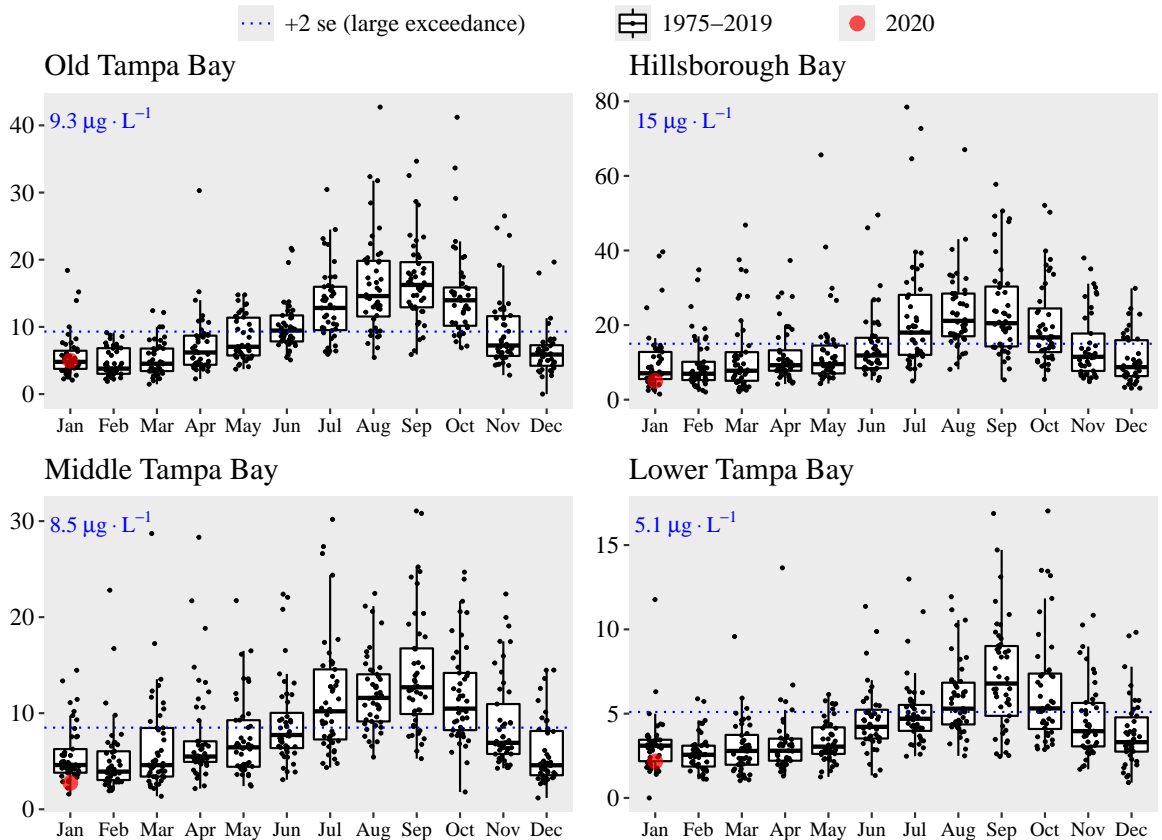 +2 se (large exceedance) 1975–2019 2020
Old Tampa Bay
9.3 μg · L⁻¹
40
30
20
10
0
Jan Feb Mar Apr May Jun Jul Aug Sep Oct Nov Dec
Hillsborough Bay
15 μg · L⁻¹
80
60
40
20
0
Jan Feb Mar Apr May Jun Jul Aug Sep Oct Nov Dec
Middle Tampa Bay
8.5 μg · L⁻¹
30
20
10
0
Jan Feb Mar Apr May Jun Jul Aug Sep Oct Nov Dec
Lower Tampa Bay
5.1 μg · L⁻¹
15
10
5
0
Jan Feb Mar Apr May Jun Jul Aug Sep Oct Nov Dec